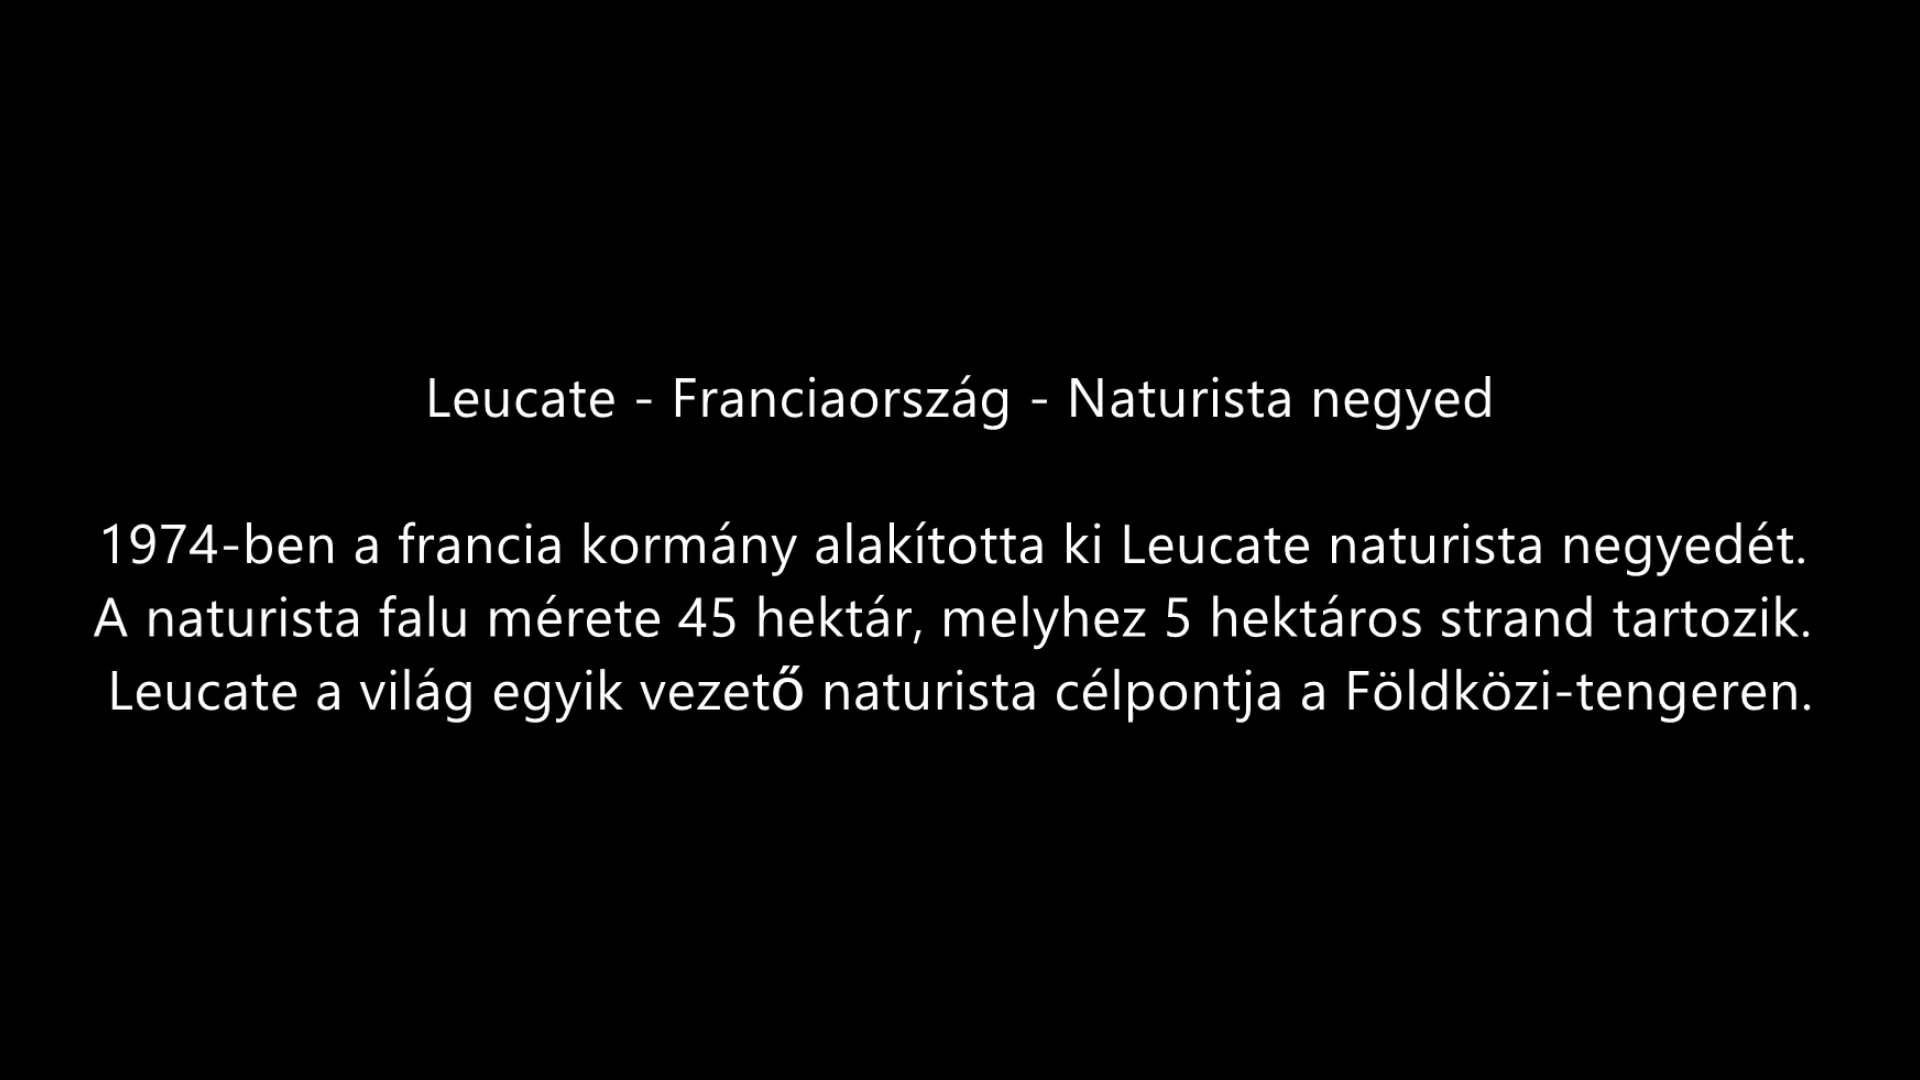 Leucate - Franciaország - Naturista negyed
1974-ben a francia kormány alakította ki Leucate naturista negyedét.
A naturista falu mérete 45 hektár, melyhez 5 hektáros strand tartozik.
Leucate a világ egyik vezető naturista célpontja a Földközi-tengeren.